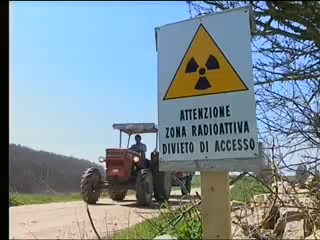 ATTENZIONE
ZONA RADIOATTIVA
DIVIETO DI ACCESSO